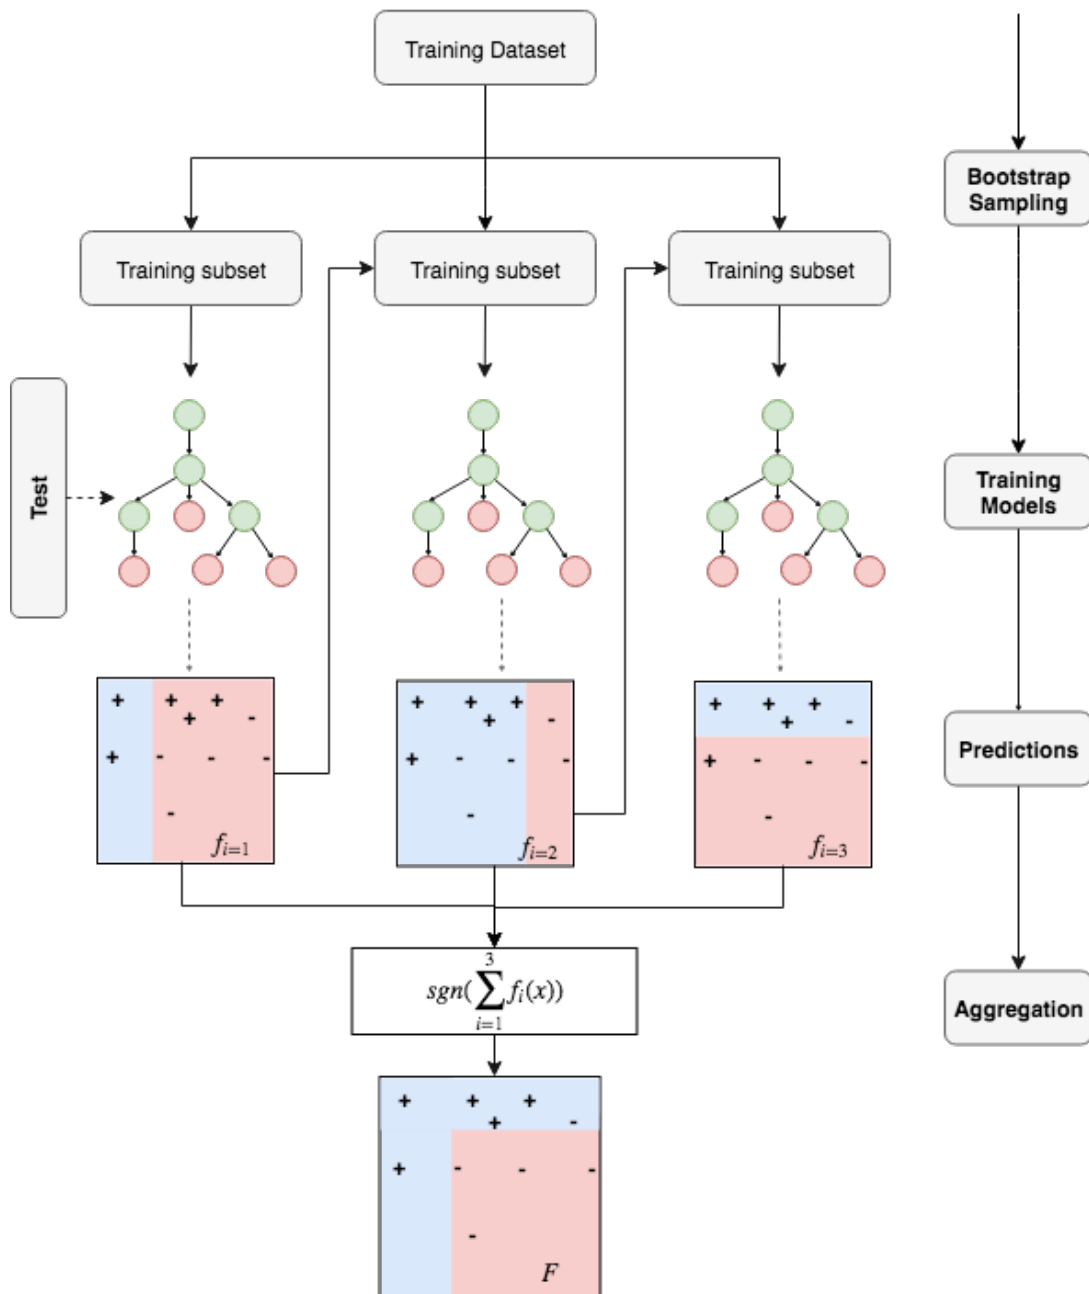 Training Dataset
Bootstrap
Sampling
Training subset
Training subset
Training subset
Test
Training
Models
+ + + + -
+ - - -
-
f_{i=1}
+ + + + -
+ - - -
-
f_{i=2}
+ + + + -
+ - - -
-
f_{i=3}
Predictions
sgn(\sum_{i=1}^{3} f_i(x))
Aggregation
+ + + + -
+ - - -
-
F